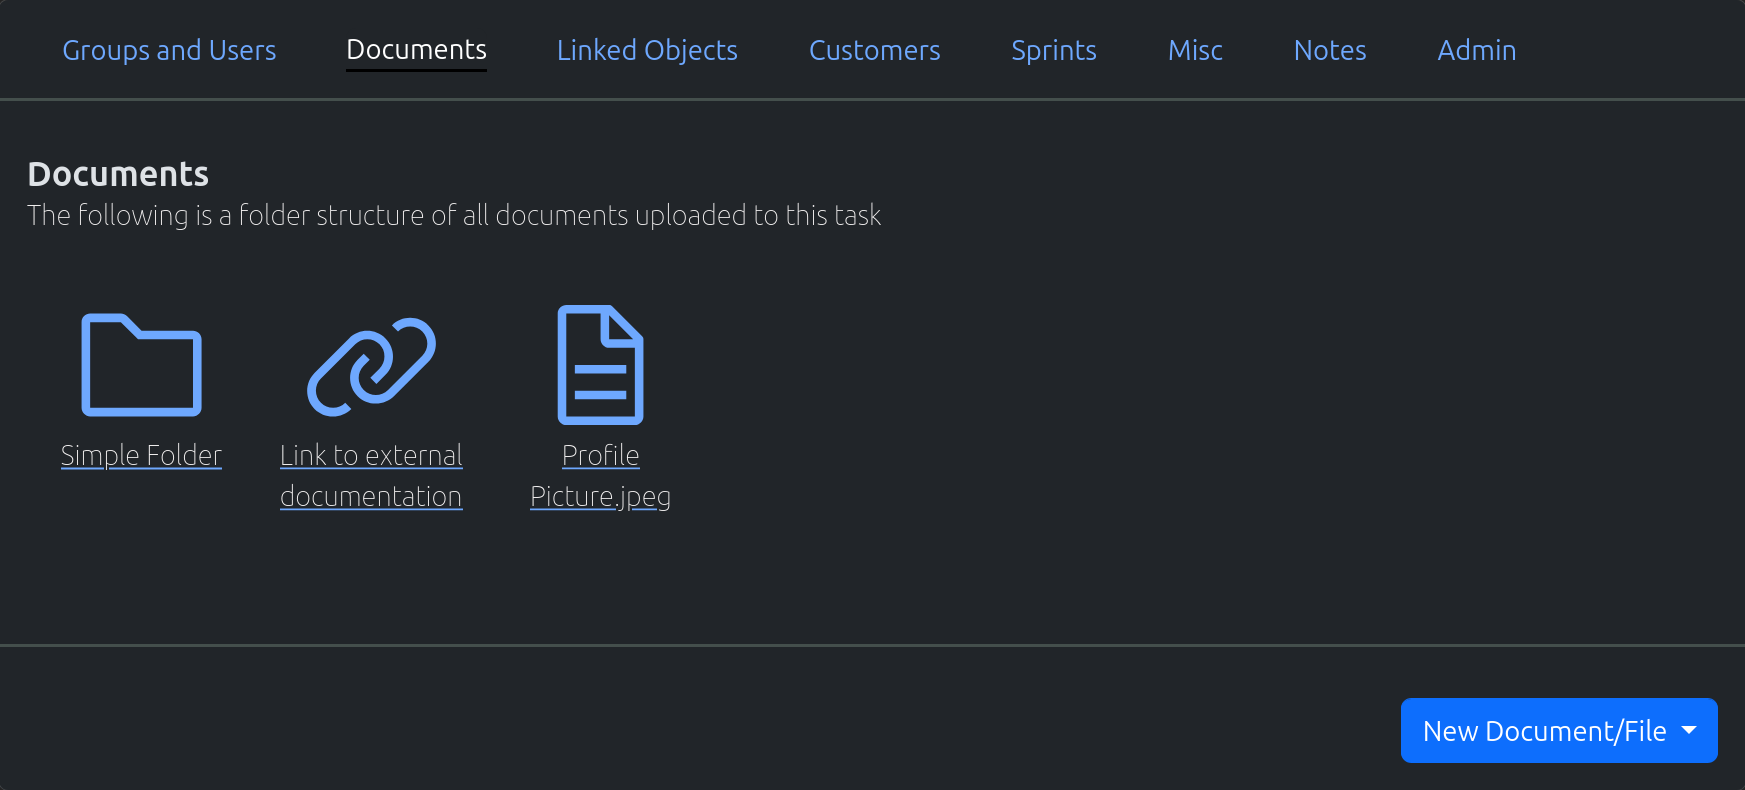 Groups and Users Documents Linked Objects Customers Sprints Misc Notes Admin
Documents
The following is a folder structure of all documents uploaded to this task
Simple Folder
Link to external
documentation
Profile
Picture.jpeg
New Document/File